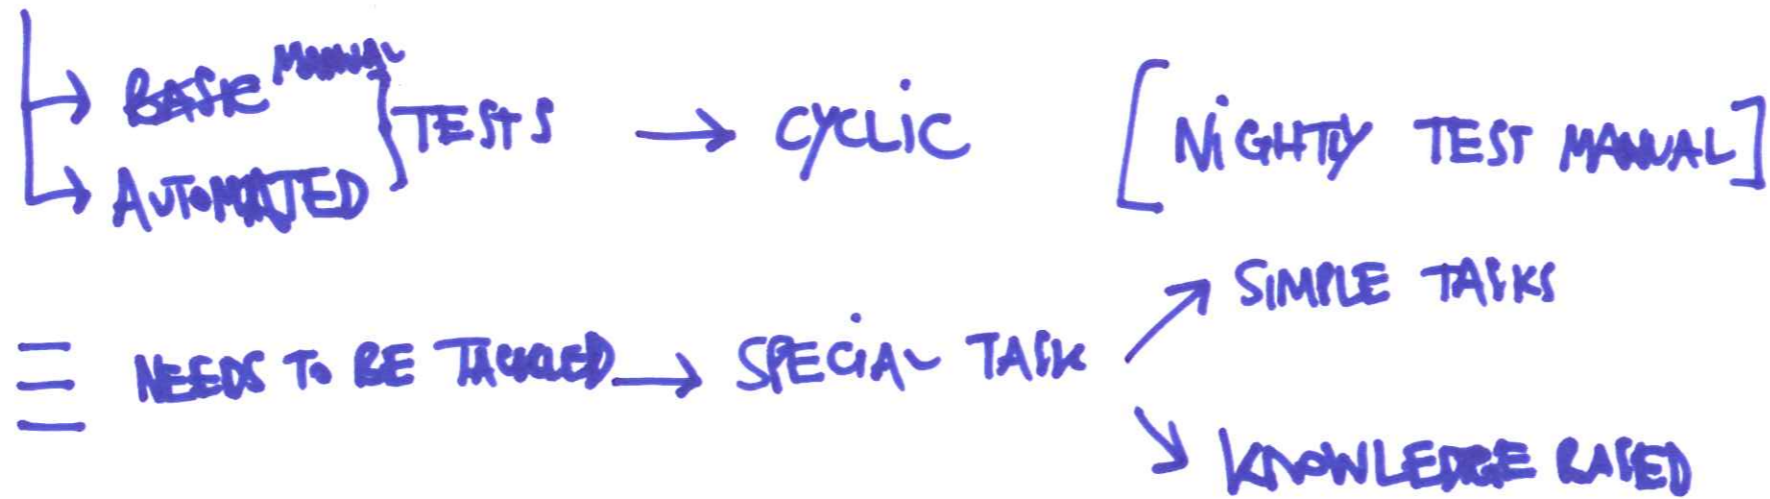 BASIC MANUAL
AUTOMATED
} TESTS → CYCLIC [NIGHTLY TEST MANUAL]
NEEDS TO BE TACKLED → SPECIAL TASK
SIMPLE TASKS
KNOWLEDGE BASED